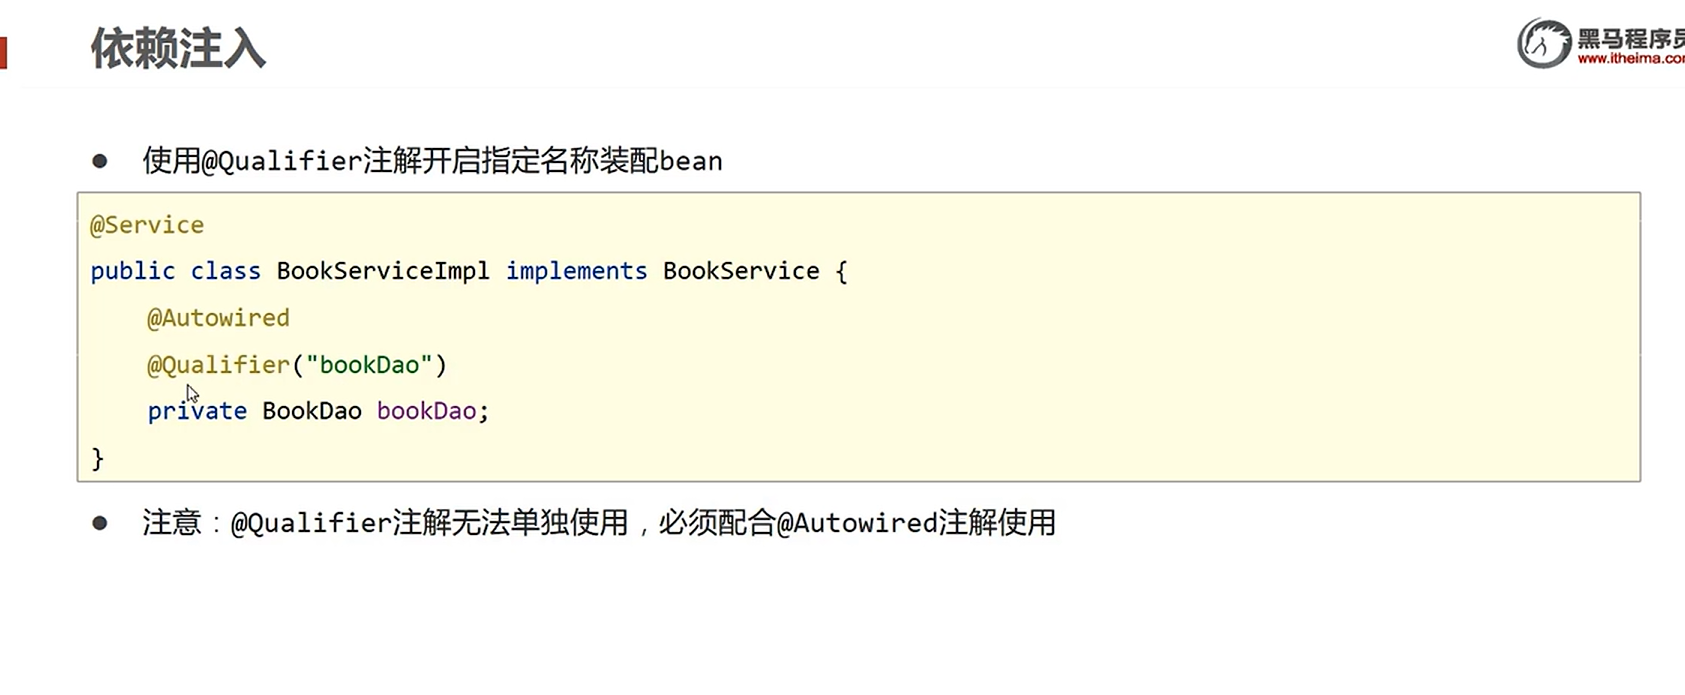 依赖注入
黑马程序员
www.itheima.com
● 使用@Qualifier注解开启指定名称装配bean
@Service
public class BookServiceImpl implements BookService {
    @Autowired
    @Qualifier("bookDao")
    private BookDao bookDao;
}
● 注意：@Qualifier注解无法单独使用，必须配合@Autowired注解使用